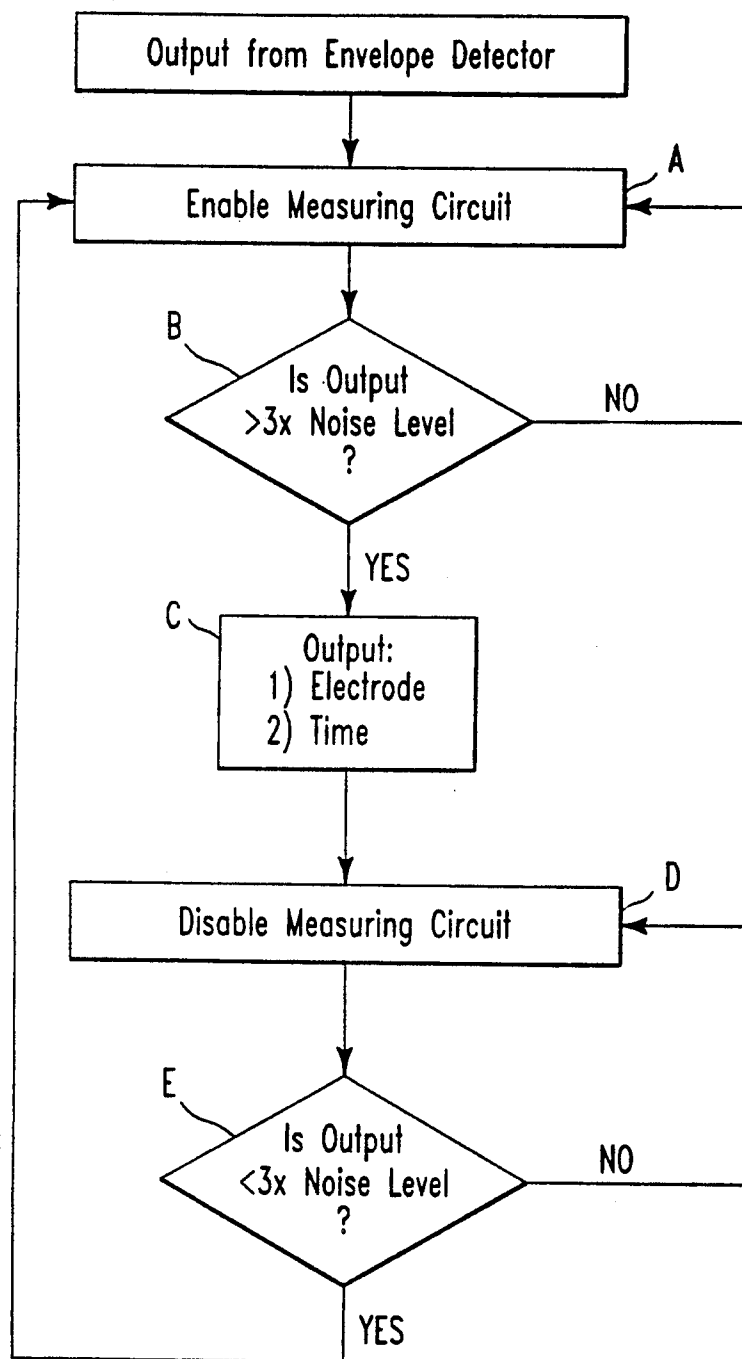 Output from Envelope Detector
A
Enable Measuring Circuit
B
Is Output
>3x Noise Level
?
NO
YES
C
Output:
1) Electrode
2) Time
D
Disable Measuring Circuit
E
Is Output
<3x Noise Level
?
NO
YES